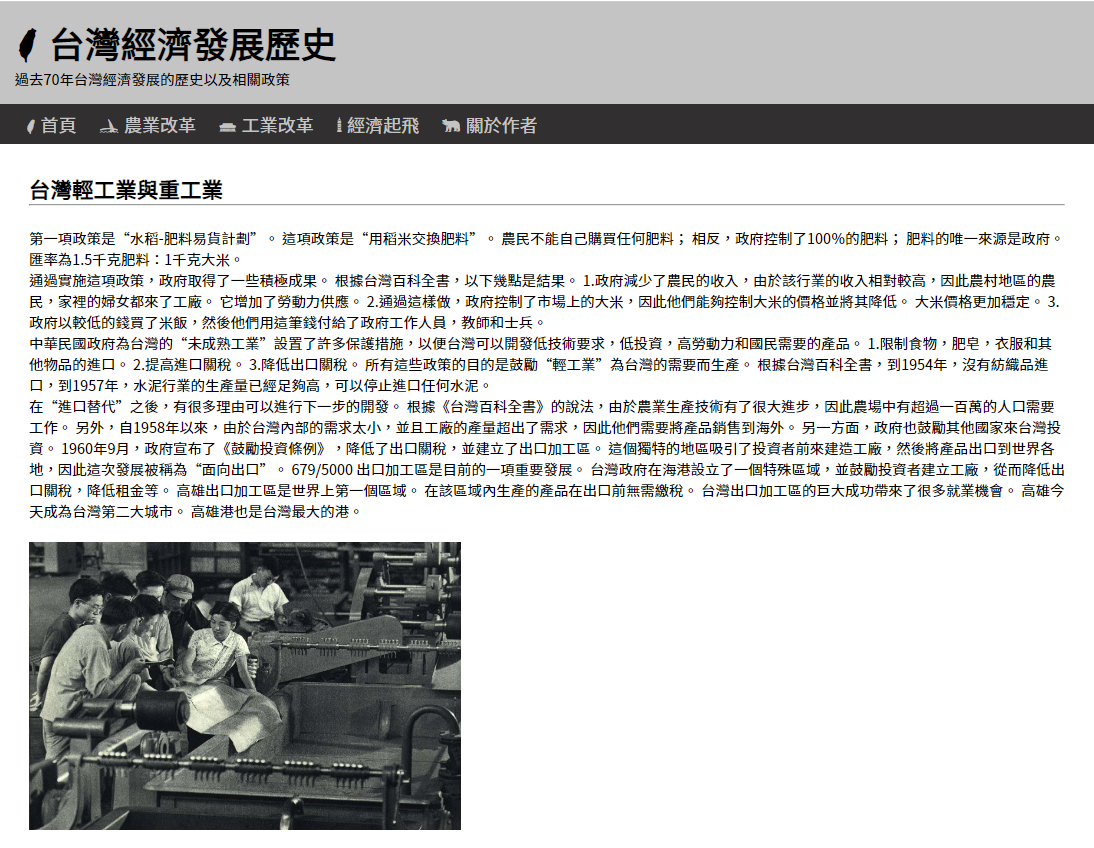 台灣經濟發展歷史
過去70年台灣經濟發展的歷史以及相關政策
首頁 農業改革 工業改革 經濟起飛 關於作者
台灣輕工業與重工業
第一項政策是“水稻-肥料易貨計劃”。 這項政策是“用稻米交換肥料”。 農民不能自己購買任何肥料； 相反，政府控制了100％的肥料； 肥料的唯一來源是政府。
匯率為1.5千克肥料：1千克大米。
通過實施這項政策，政府取得了一些積極成果。 根據台灣百科全書，以下幾點是結果。 1.政府減少了農民的收入，由於該行業的收入相對較高，因此農村地區的農
民，家裡的婦女都來了工廠。 它增加了勞動力供應。 2.通過這樣做，政府控制了市場上的大米，因此他們能夠控制大米的價格並將其降低。 大米價格更加穩定。 3.
政府以較低的錢買了米飯，然後他們用這筆錢付給了政府工作人員，教師和士兵。
中華民國政府為台灣的“未成熟工業”設置了許多保護措施，以便台灣可以開發低技術要求，低投資，高勞動力和國民需要的產品。 1.限制食物，肥皂，衣服和其
他物品的進口。 2.提高進口關稅。 3.降低出口關稅。 所有這些政策的目的是鼓勵“輕工業”為台灣的需要而生產。 根據台灣百科全書，到1954年，沒有紡織品進
口，到1957年，水泥行業的生產量已經足夠高，可以停止進口任何水泥。
在“進口替代”之後，有很多理由可以進行下一步的開發。 根據《台灣百科全書》的說法，由於農業生產技術有了很大進步，因此農場中有超過一百萬的人口需要
工作。 另外，自1958年以來，由於台灣內部的需求太小，並且工廠的產量超出了需求，因此他們需要將產品銷售到海外。 另一方面，政府也鼓勵其他國家來台灣投
資。 1960年9月，政府宣布了《鼓勵投資條例》，降低了出口關稅，並建立了出口加工區。 這個獨特的地區吸引了投資者前來建造工廠，然後將產品出口到世界各
地，因此這次發展被稱為“面向出口”。 679/5000 出口加工區是目前的一項重要發展。 台灣政府在海港設立了一個特殊區域，並鼓勵投資者建立工廠，從而降低出
口關稅，降低租金等。 高雄出口加工區是世界上第一個區域。 在該區域內生產的產品在出口前無需繳稅。 台灣出口加工區的巨大成功帶來了很多就業機會。 高雄今
天成為台灣第二大城市。 高雄港也是台灣最大的港。